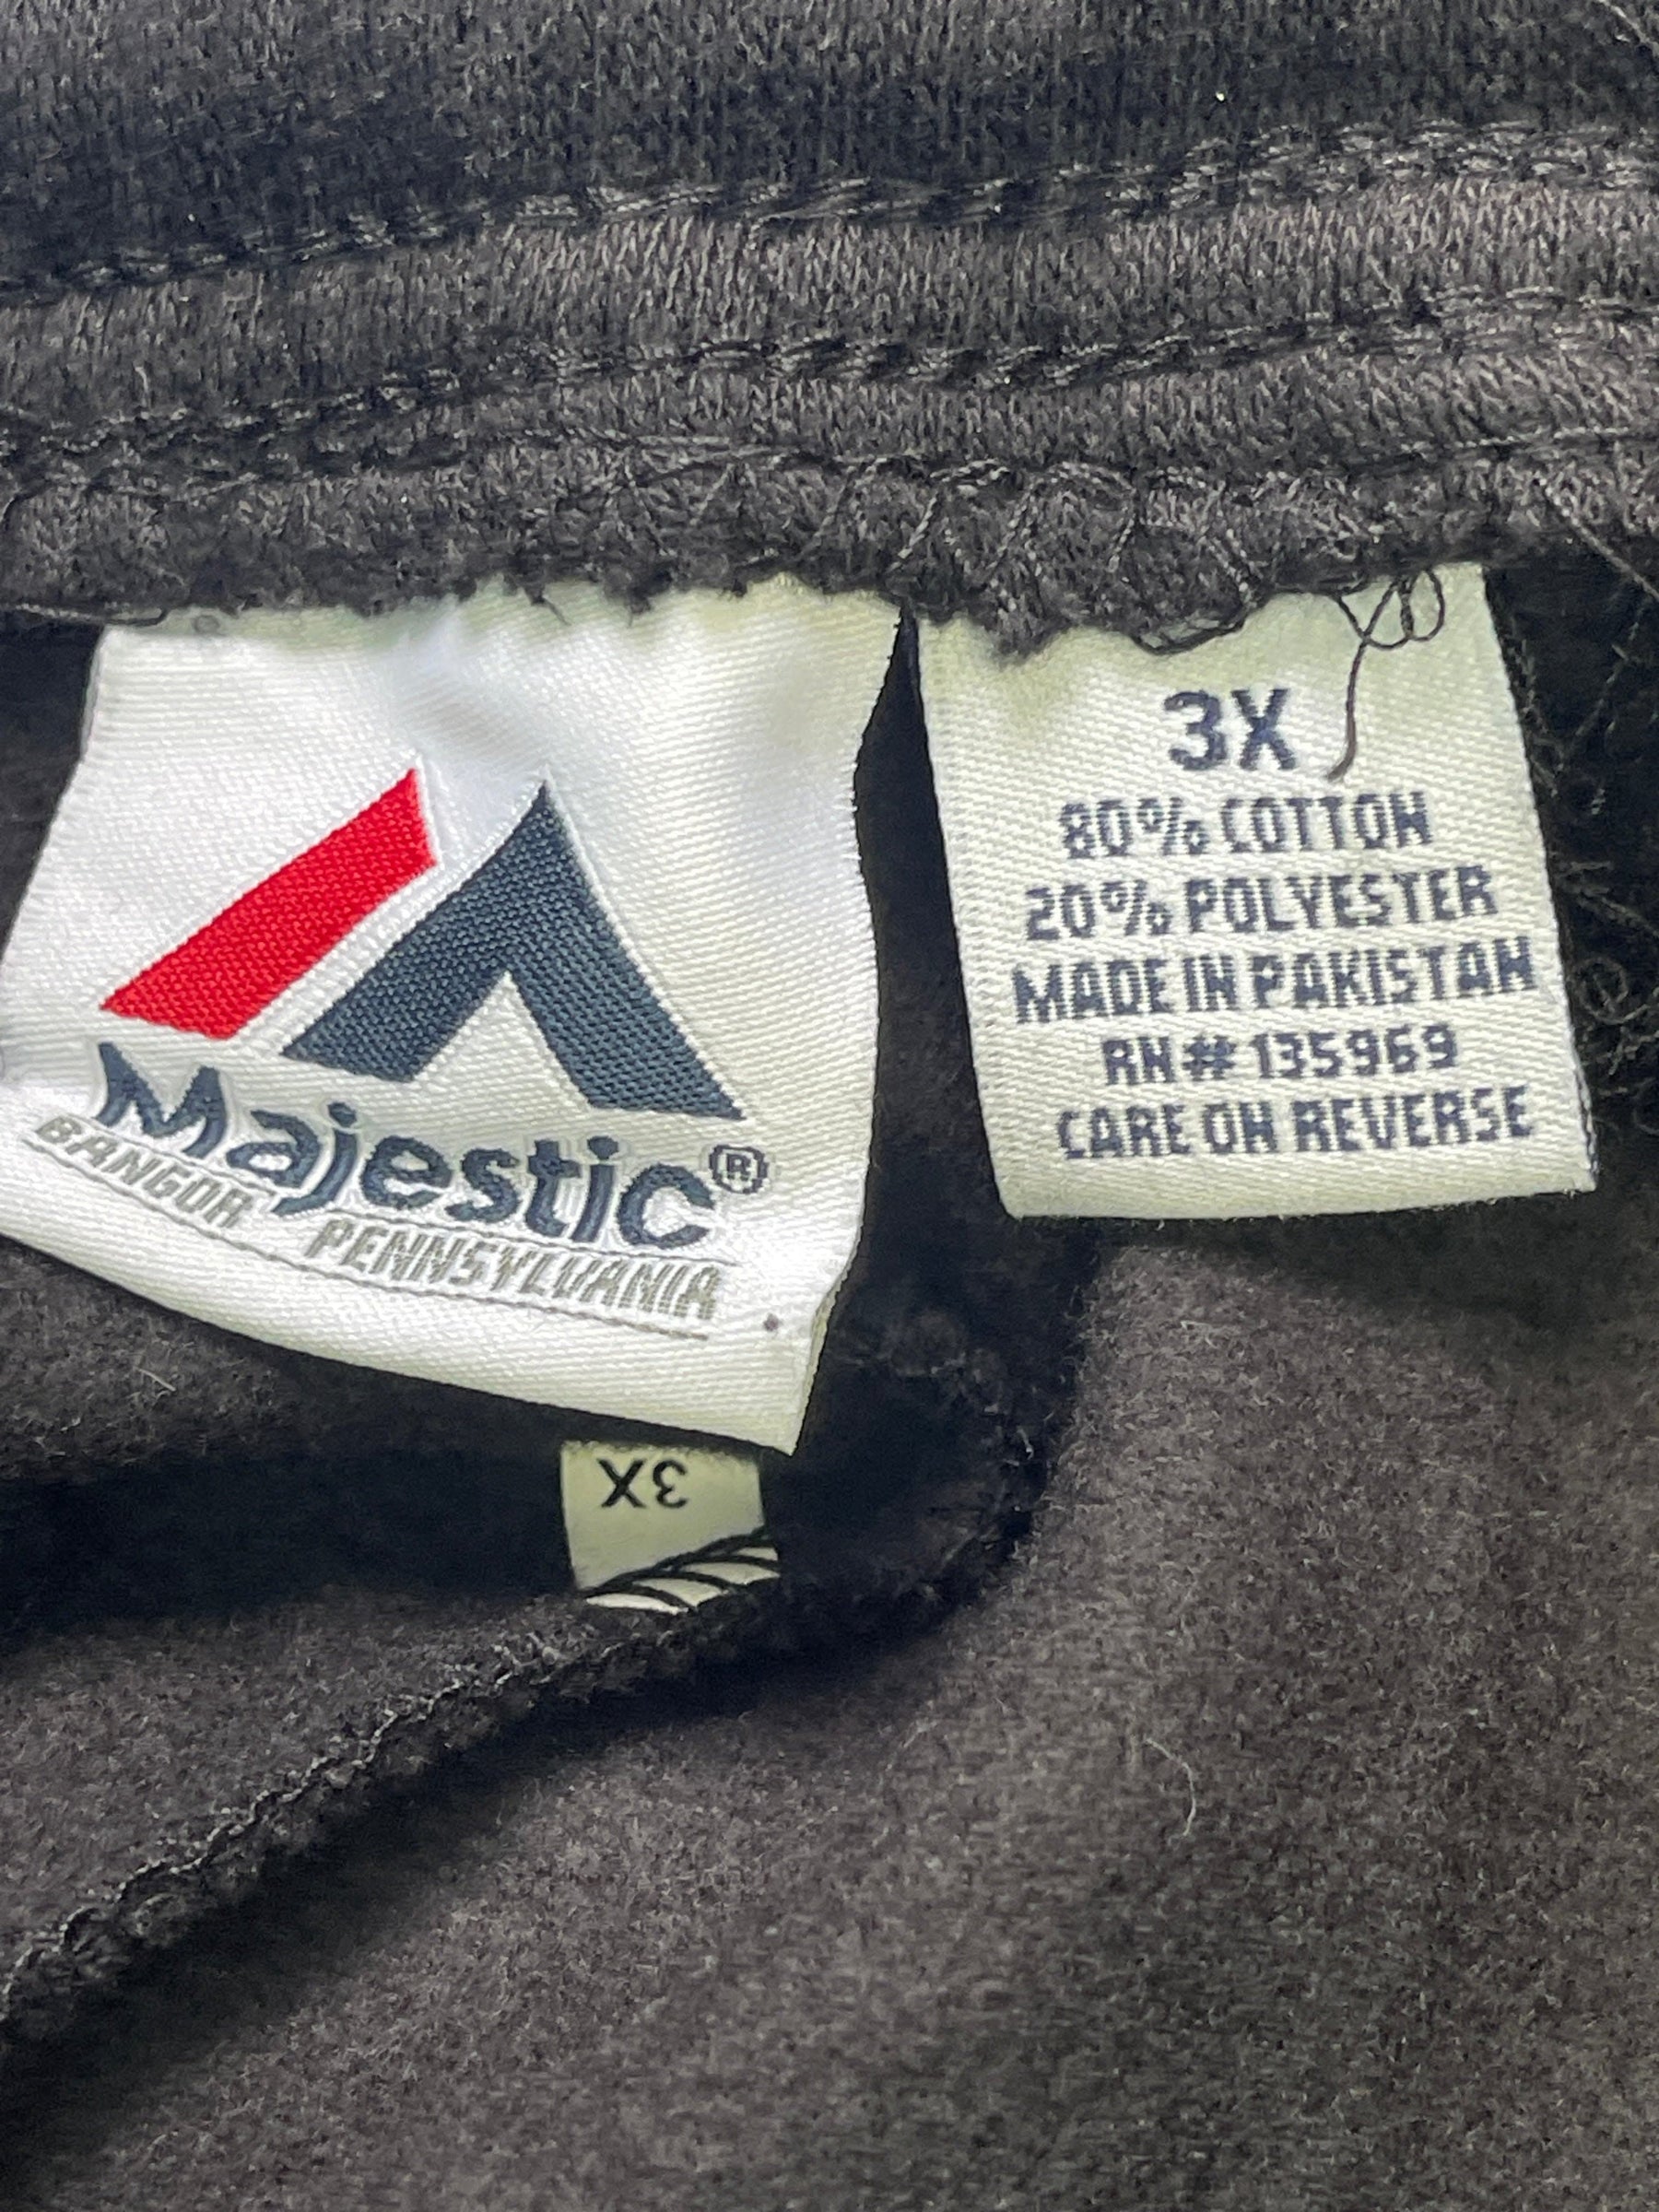 Majestic®
BANGOR PENNSYLVANIA
3X
80% COTTON
20% POLYESTER
MADE IN PAKISTAN
RN# 135969
CARE ON REVERSE
3X